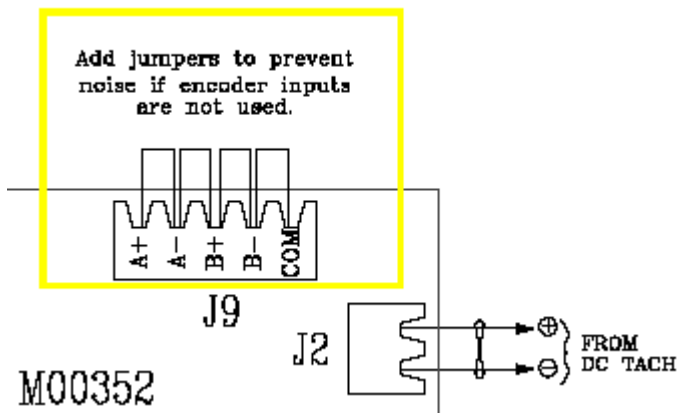 Add jumpers to prevent
noise if encoder inputs
are not used.
A+
A-
B+
B-
COM
J9
J2
+
-
FROM
DC TACH
M00352